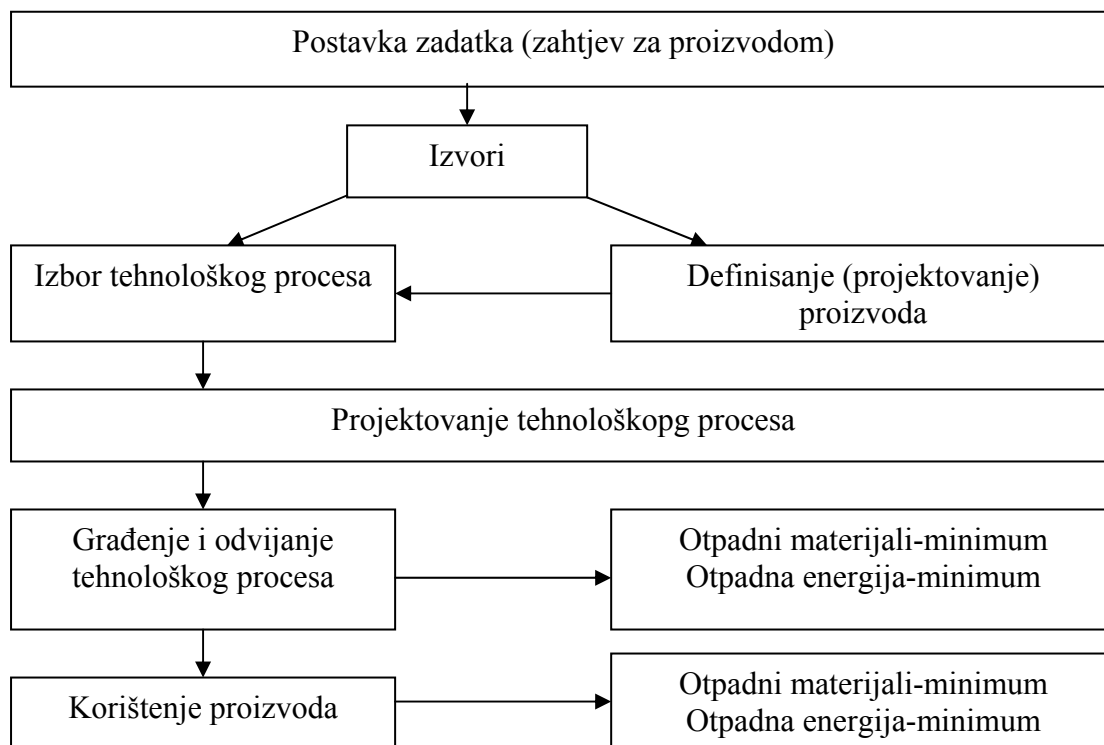 Postavka zadatka (zahtjev za proizvodom)
Izvori
Izbor tehnološkog procesa
Definisanje (projektovanje)
proizvoda
Projektovanje tehnološkopg procesa
Građenje i odvijanje
tehnološkog procesa
Otpadni materijali-minimum
Otpadna energija-minimum
Korištenje proizvoda
Otpadni materijali-minimum
Otpadna energija-minimum